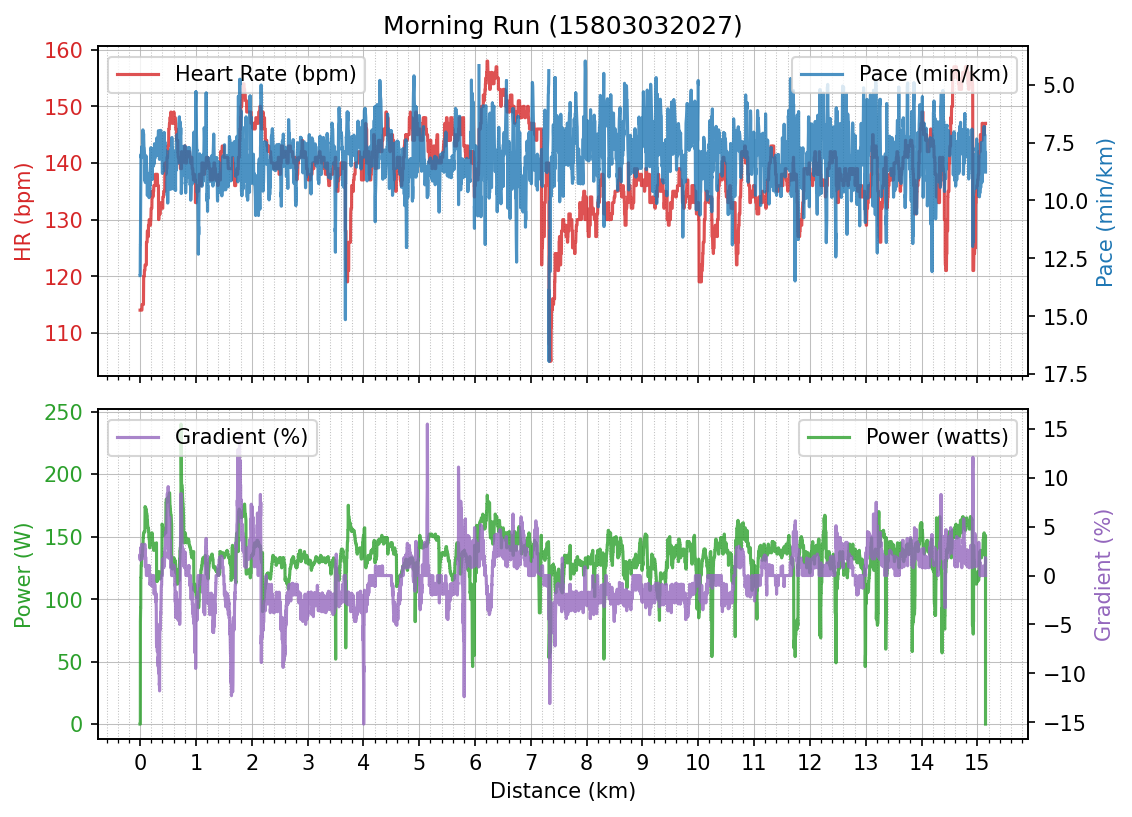 Morning Run (15803032027)
Heart Rate (bpm)
Pace (min/km)
160
150
140
130
120
110
HR (bpm)
5.0
7.5
10.0
12.5
15.0
17.5
Pace (min/km)
Gradient (%)
Power (watts)
250
200
150
100
50
0
Power (W)
15
10
5
0
−5
−10
−15
Gradient (%)
0 1 2 3 4 5 6 7 8 9 10 11 12 13 14 15
Distance (km)